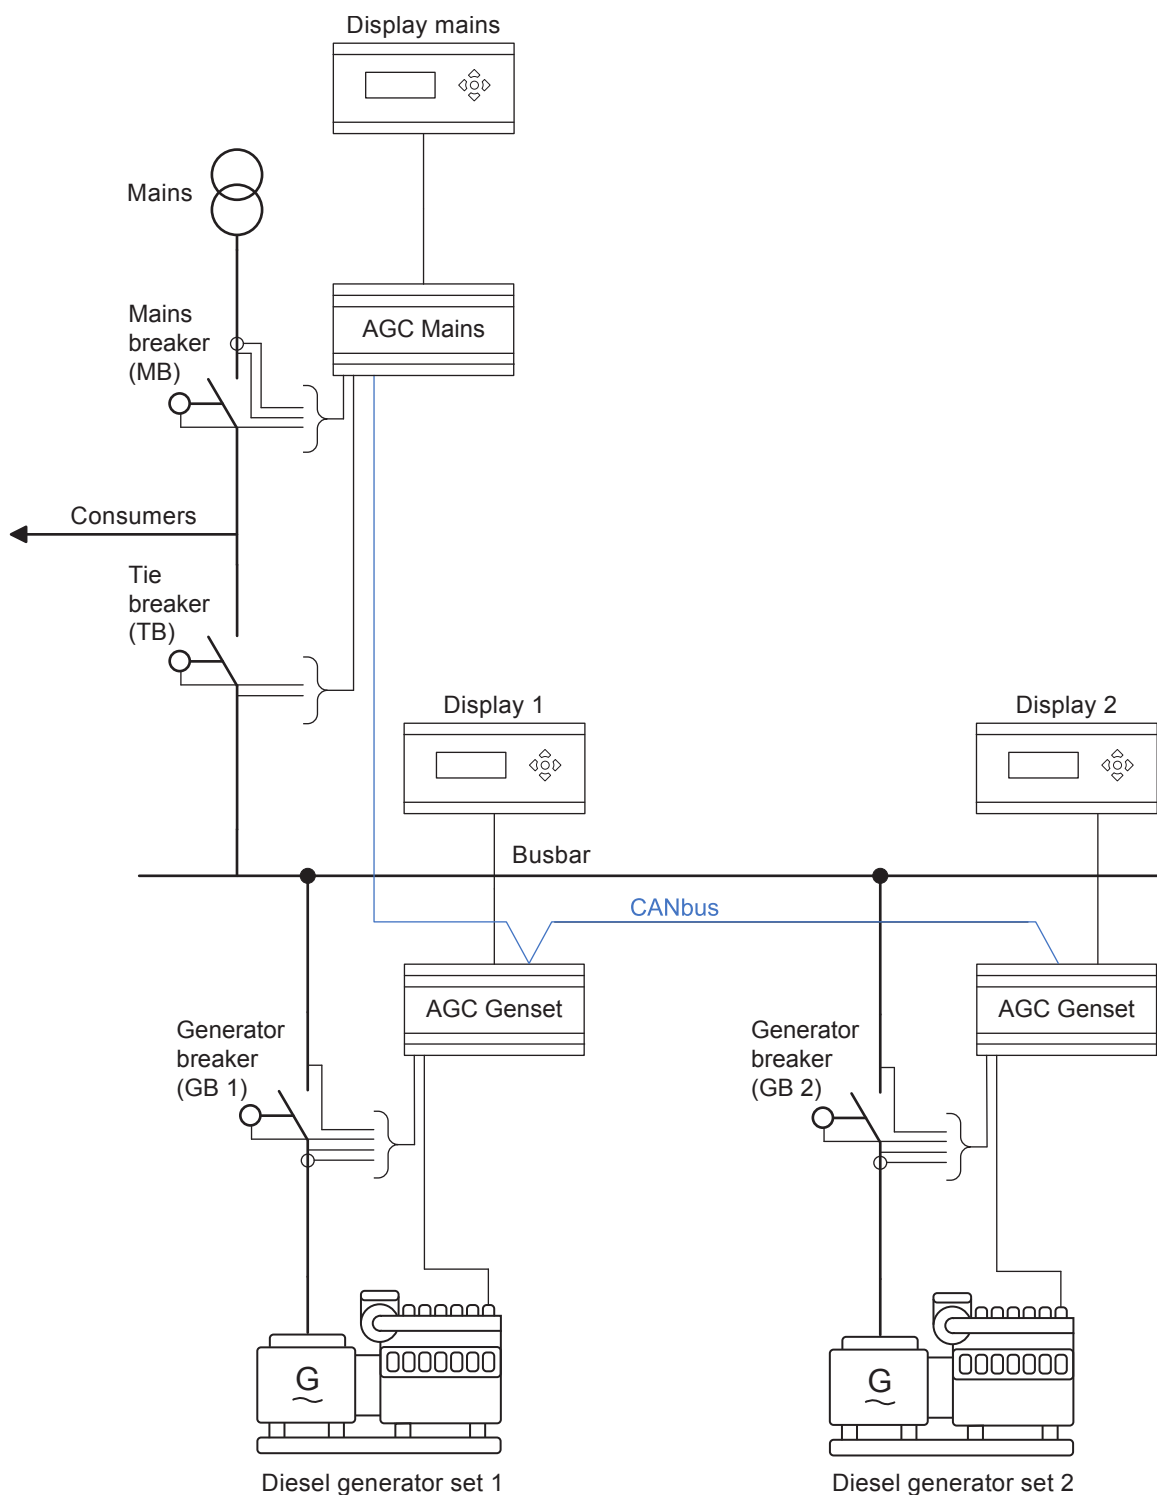 Display mains
Mains
AGC Mains
Mains
breaker
(MB)
Consumers
Tie
breaker
(TB)
Display 1
Display 2
Busbar
CANbus
AGC Genset
AGC Genset
Generator
breaker
(GB 1)
Generator
breaker
(GB 2)
G
G
Diesel generator set 1
Diesel generator set 2